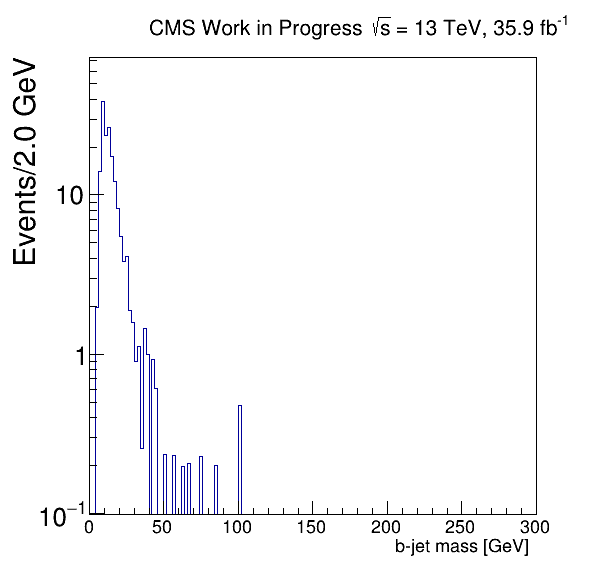 CMS Work in Progress √s = 13 TeV, 35.9 fb⁻¹
Events/2.0 GeV
10
1
10⁻¹
0 50 100 150 200 250 300
b-jet mass [GeV]